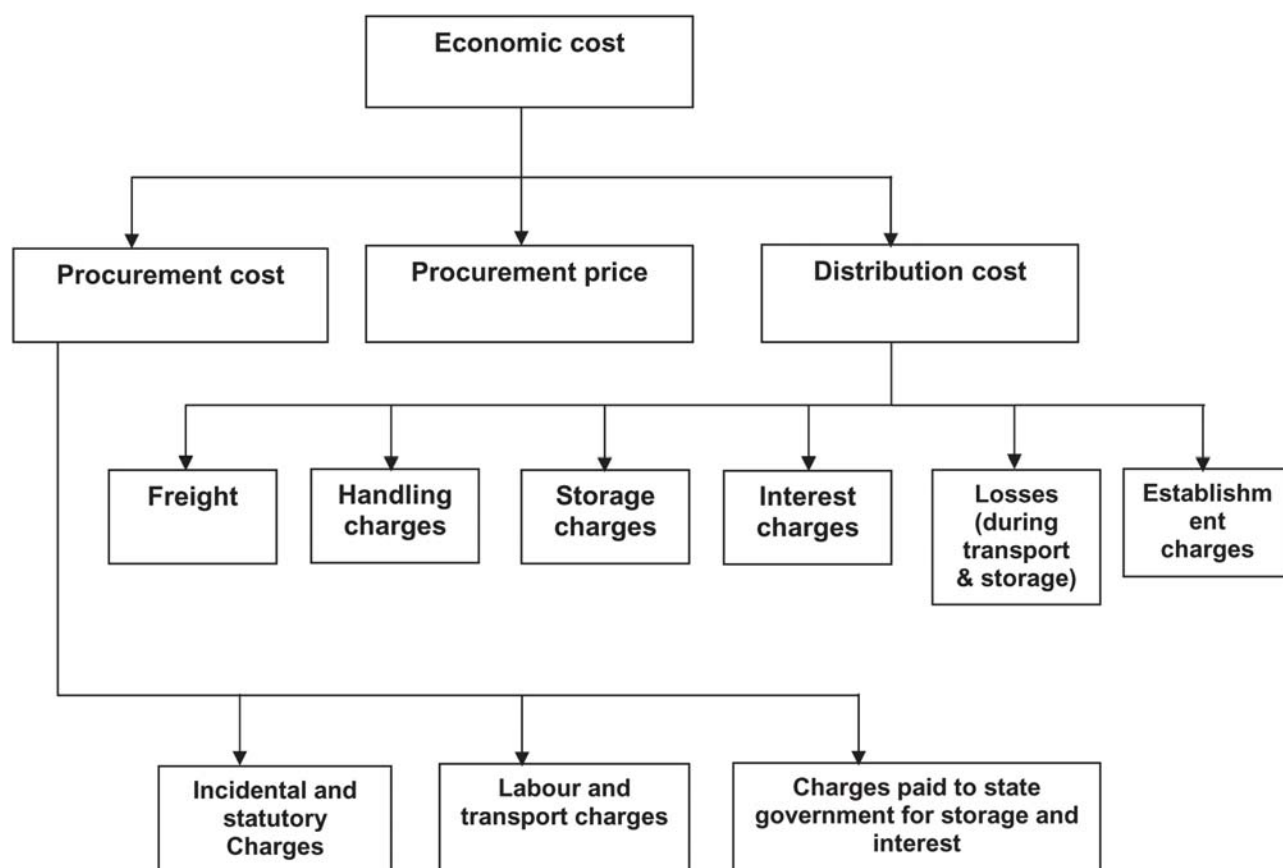 Economic cost
Procurement cost
Procurement price
Distribution cost
Freight
Handling
charges
Storage
charges
Interest
charges
Losses
(during
transport
& storage)
Establishm
ent
charges
Incidental and
statutory
Charges
Labour and
transport charges
Charges paid to state
government for storage and
interest